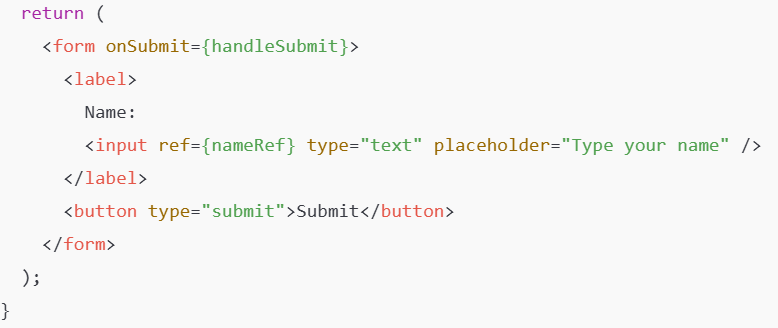 return (
<form onSubmit={handleSubmit}>
<label>
Name:
<input ref={nameRef} type="text" placeholder="Type your name" />
</label>
<button type="submit">Submit</button>
</form>
);
}